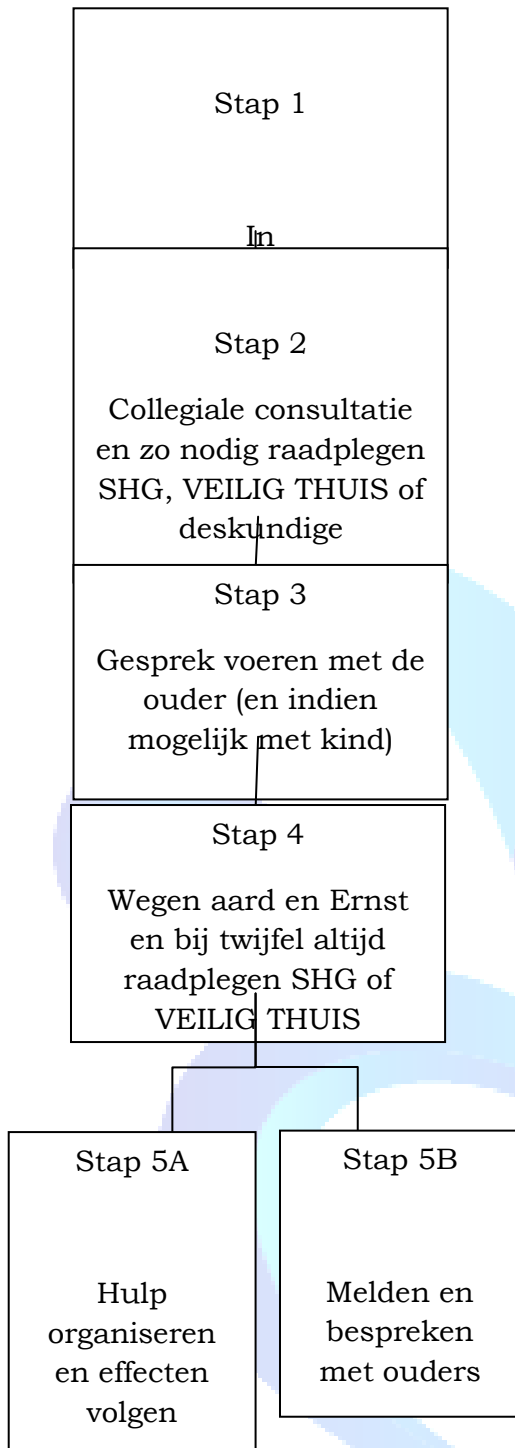 Stap 1
In
Stap 2
Collegiale consultatie
en zo nodig raadplegen
SHG, VEILIG THUIS of
deskundige
Stap 3
Gesprek voeren met de
ouder (en indien
mogelijk met kind)
Stap 4
Wegen aard en Ernst
en bij twijfel altijd
raadplegen SHG of
VEILIG THUIS
Stap 5A
Hulp
organiseren
en effecten
volgen
Stap 5B
Melden en
bespreken
met ouders